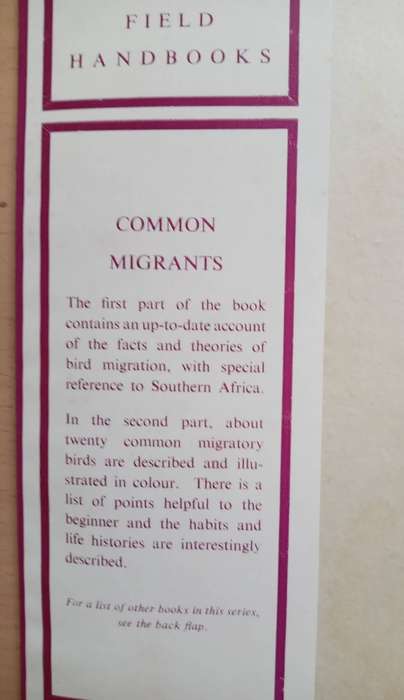 FIELD
HANDBOOKS
COMMON
MIGRANTS
The first part of the book
contains an up-to-date account
of the facts and theories of
bird migration, with special
reference to Southern Africa.
In the second part, about
twenty common migratory
birds are described and illu-
strated in colour. There is a
list of points helpful to the
beginner and the habits and
life histories are interestingly
described.
For a list of other books in this series,
see the back flap.